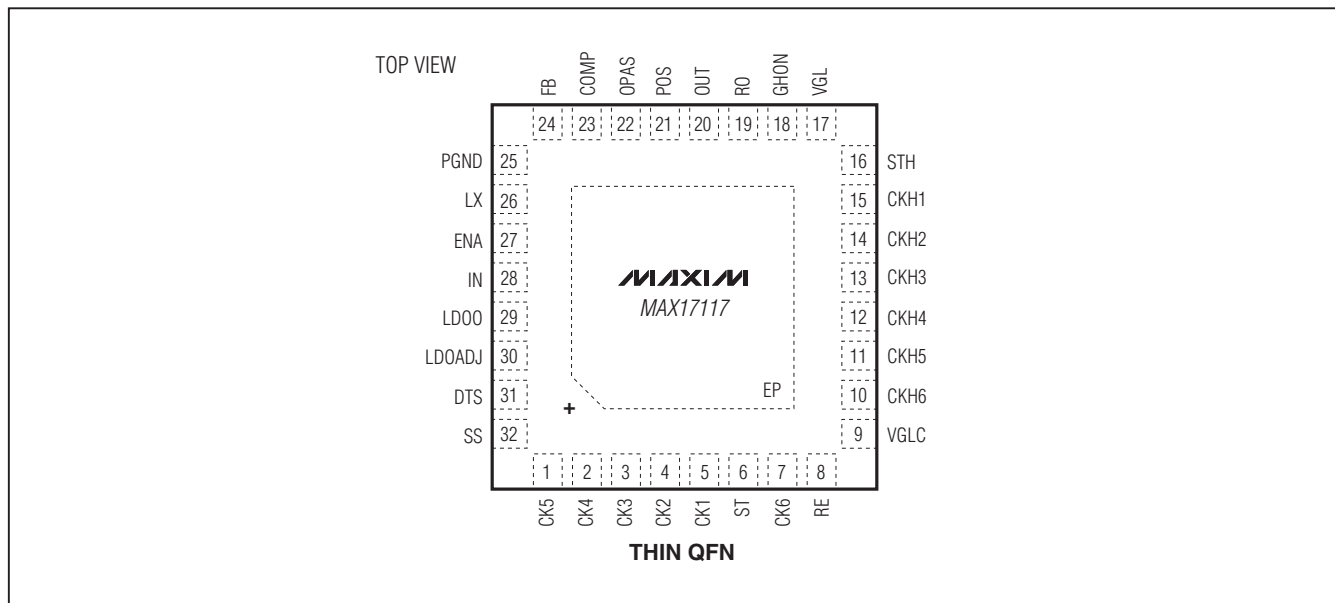 TOP VIEW
FB COMP OPAS POS OUT RO GHON VGL
24 23 22 21 20 19 18 17
PGND 25 16 STH
LX 26 15 CKH1
ENA 27 14 CKH2
IN 28 13 CKH3
MAXIM
MAX17117
LDOO 29 12 CKH4
LDOADJ 30 11 CKH5
DTS 31 10 CKH6
EP
+
SS 32 9 VGLC
1 2 3 4 5 6 7 8
CK5 CK4 CK3 CK2 CK1 ST CK6 RE
THIN QFN